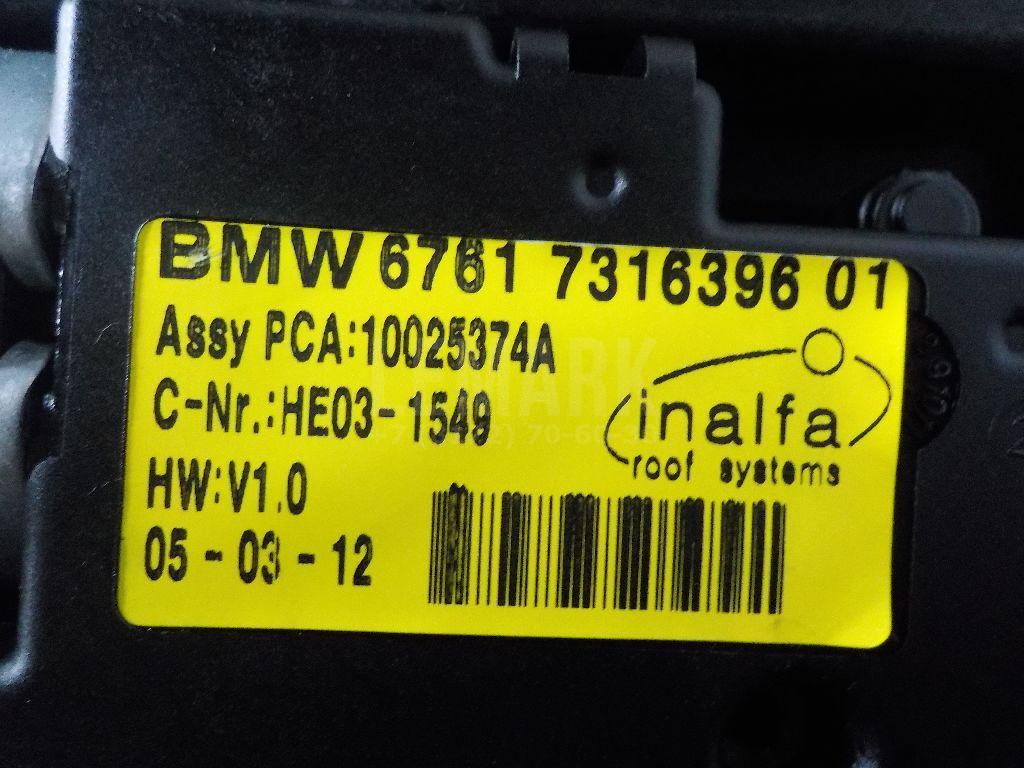 BMW 6761 7316396 01
Assy PCA:10025374A
C-Nr.:HE03-1549
HW:V1.0
05 - 03 - 12
inalfa
roof systems